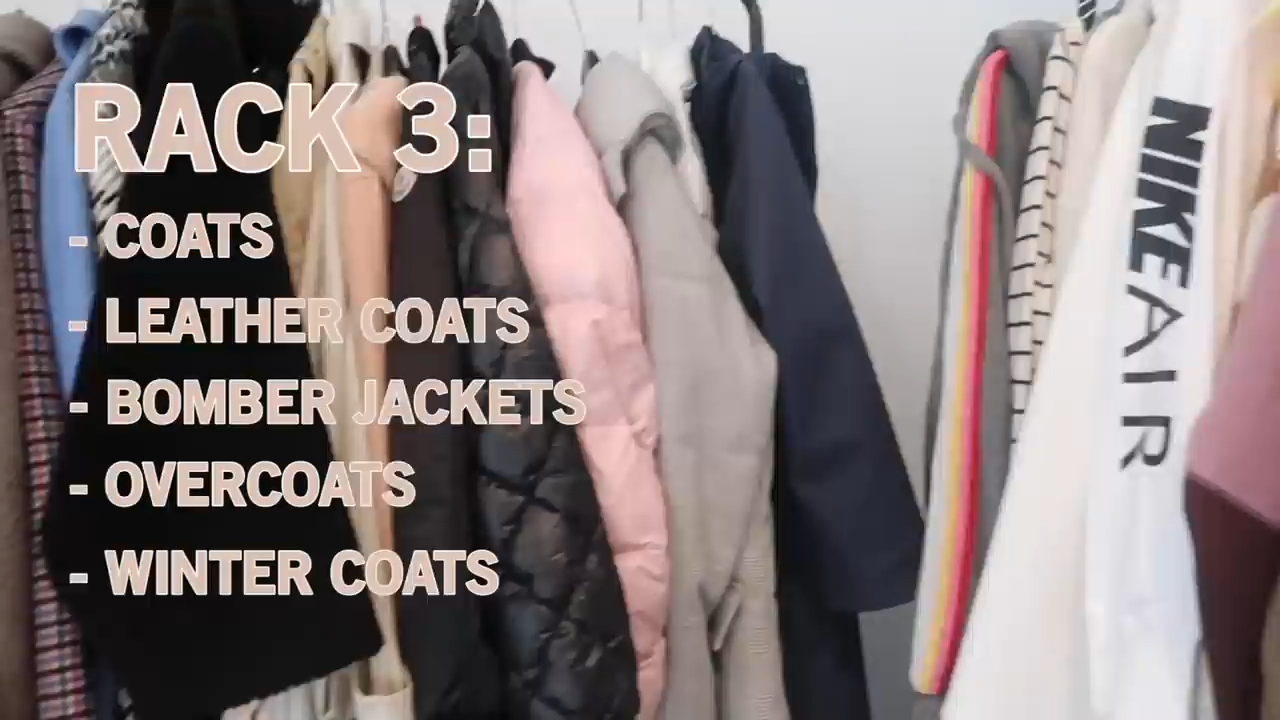 RACK 3:
- COATS
- LEATHER COATS
- BOMBER JACKETS
- OVERCOATS
- WINTER COATS
NIKE AIR